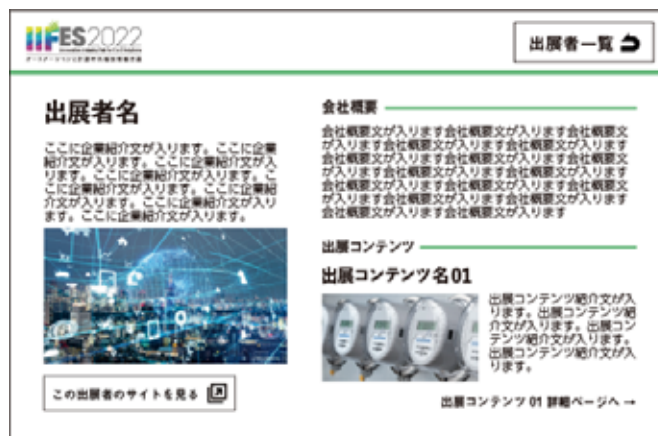 IIFES2022
出展者一覧
出展者名
ここに企業紹介文が入ります。ここに企業
紹介文が入ります。ここに企業紹介文が入
ります。ここに企業紹介文が入ります。こ
こに企業紹介文が入ります。ここに企業紹
介文が入ります。ここに企業紹介文が入り
ます。ここに企業紹介文が入ります。
この出展者のサイトを見る
会社概要
会社概要文が入ります会社概要文が入ります会社概要文
が入ります会社概要文が入ります会社概要文が入ります
会社概要文が入ります会社概要文が入ります会社概要文
が入ります会社概要文が入ります会社概要文が入ります
会社概要文が入ります会社概要文が入ります会社概要文
が入ります会社概要文が入ります会社概要文が入ります
会社概要文が入ります会社概要文が入ります
出展コンテンツ
出展コンテンツ名01
出展コンテンツ紹介文が入
ります。出展コンテンツ紹
介文が入ります。出展コン
テンツ紹介文が入ります。
出展コンテンツ紹介文が入
ります。
出展コンテンツ 01 詳細ページへ →